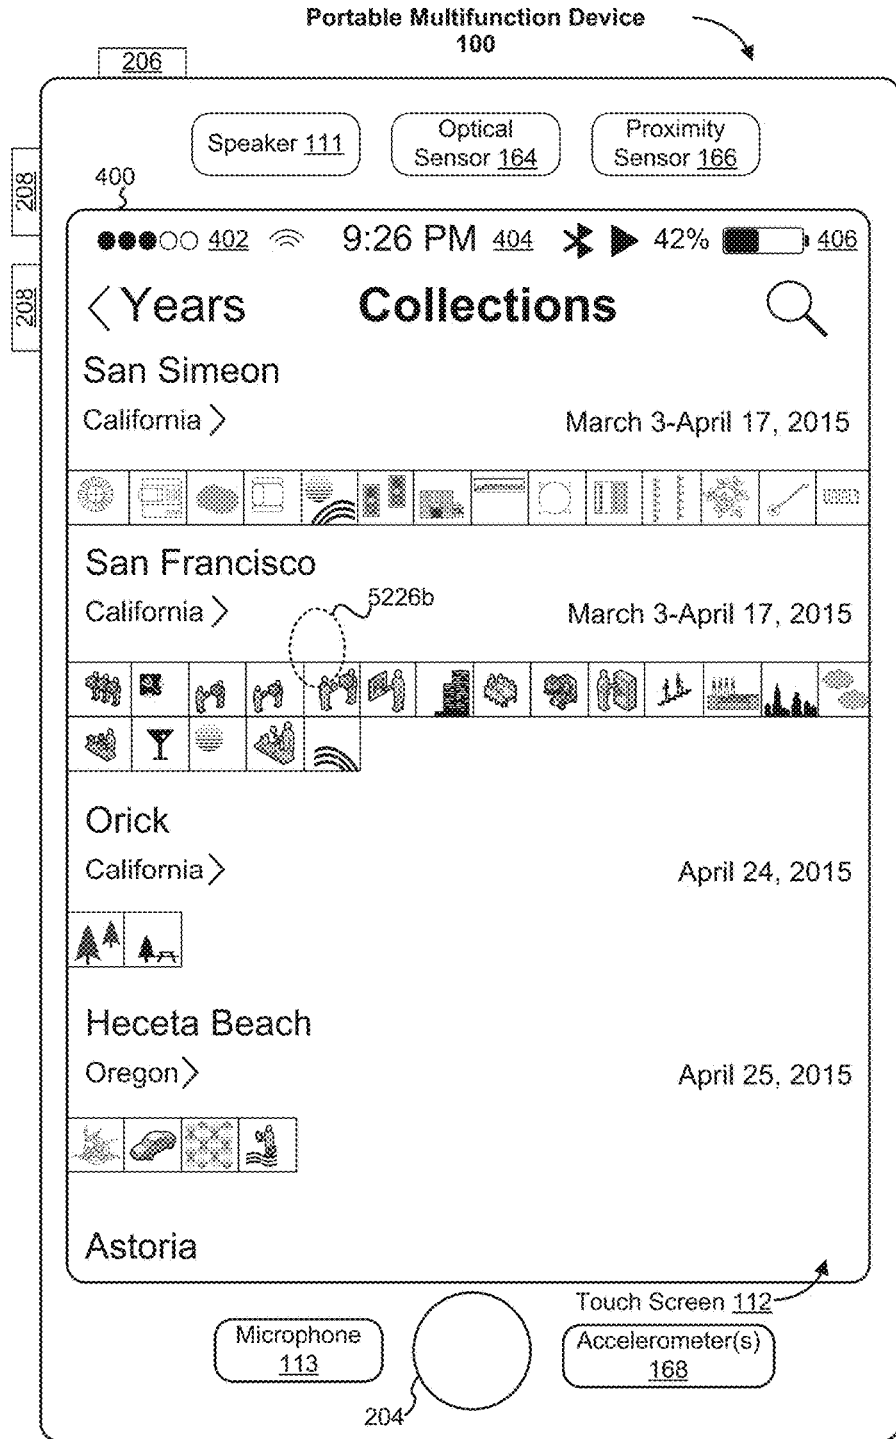 Portable Multifunction Device
100
206
Speaker 111
Optical
Sensor 164
Proximity
Sensor 166
208
400
402 9:26 PM 404 42% 406
208
Years Collections
San Simeon
California
March 3-April 17, 2015
San Francisco
5226b
California
March 3-April 17, 2015
Orick
California
April 24, 2015
Heceta Beach
Oregon
April 25, 2015
Astoria
Touch Screen 112
Microphone
113
Accelerometer(s)
168
204